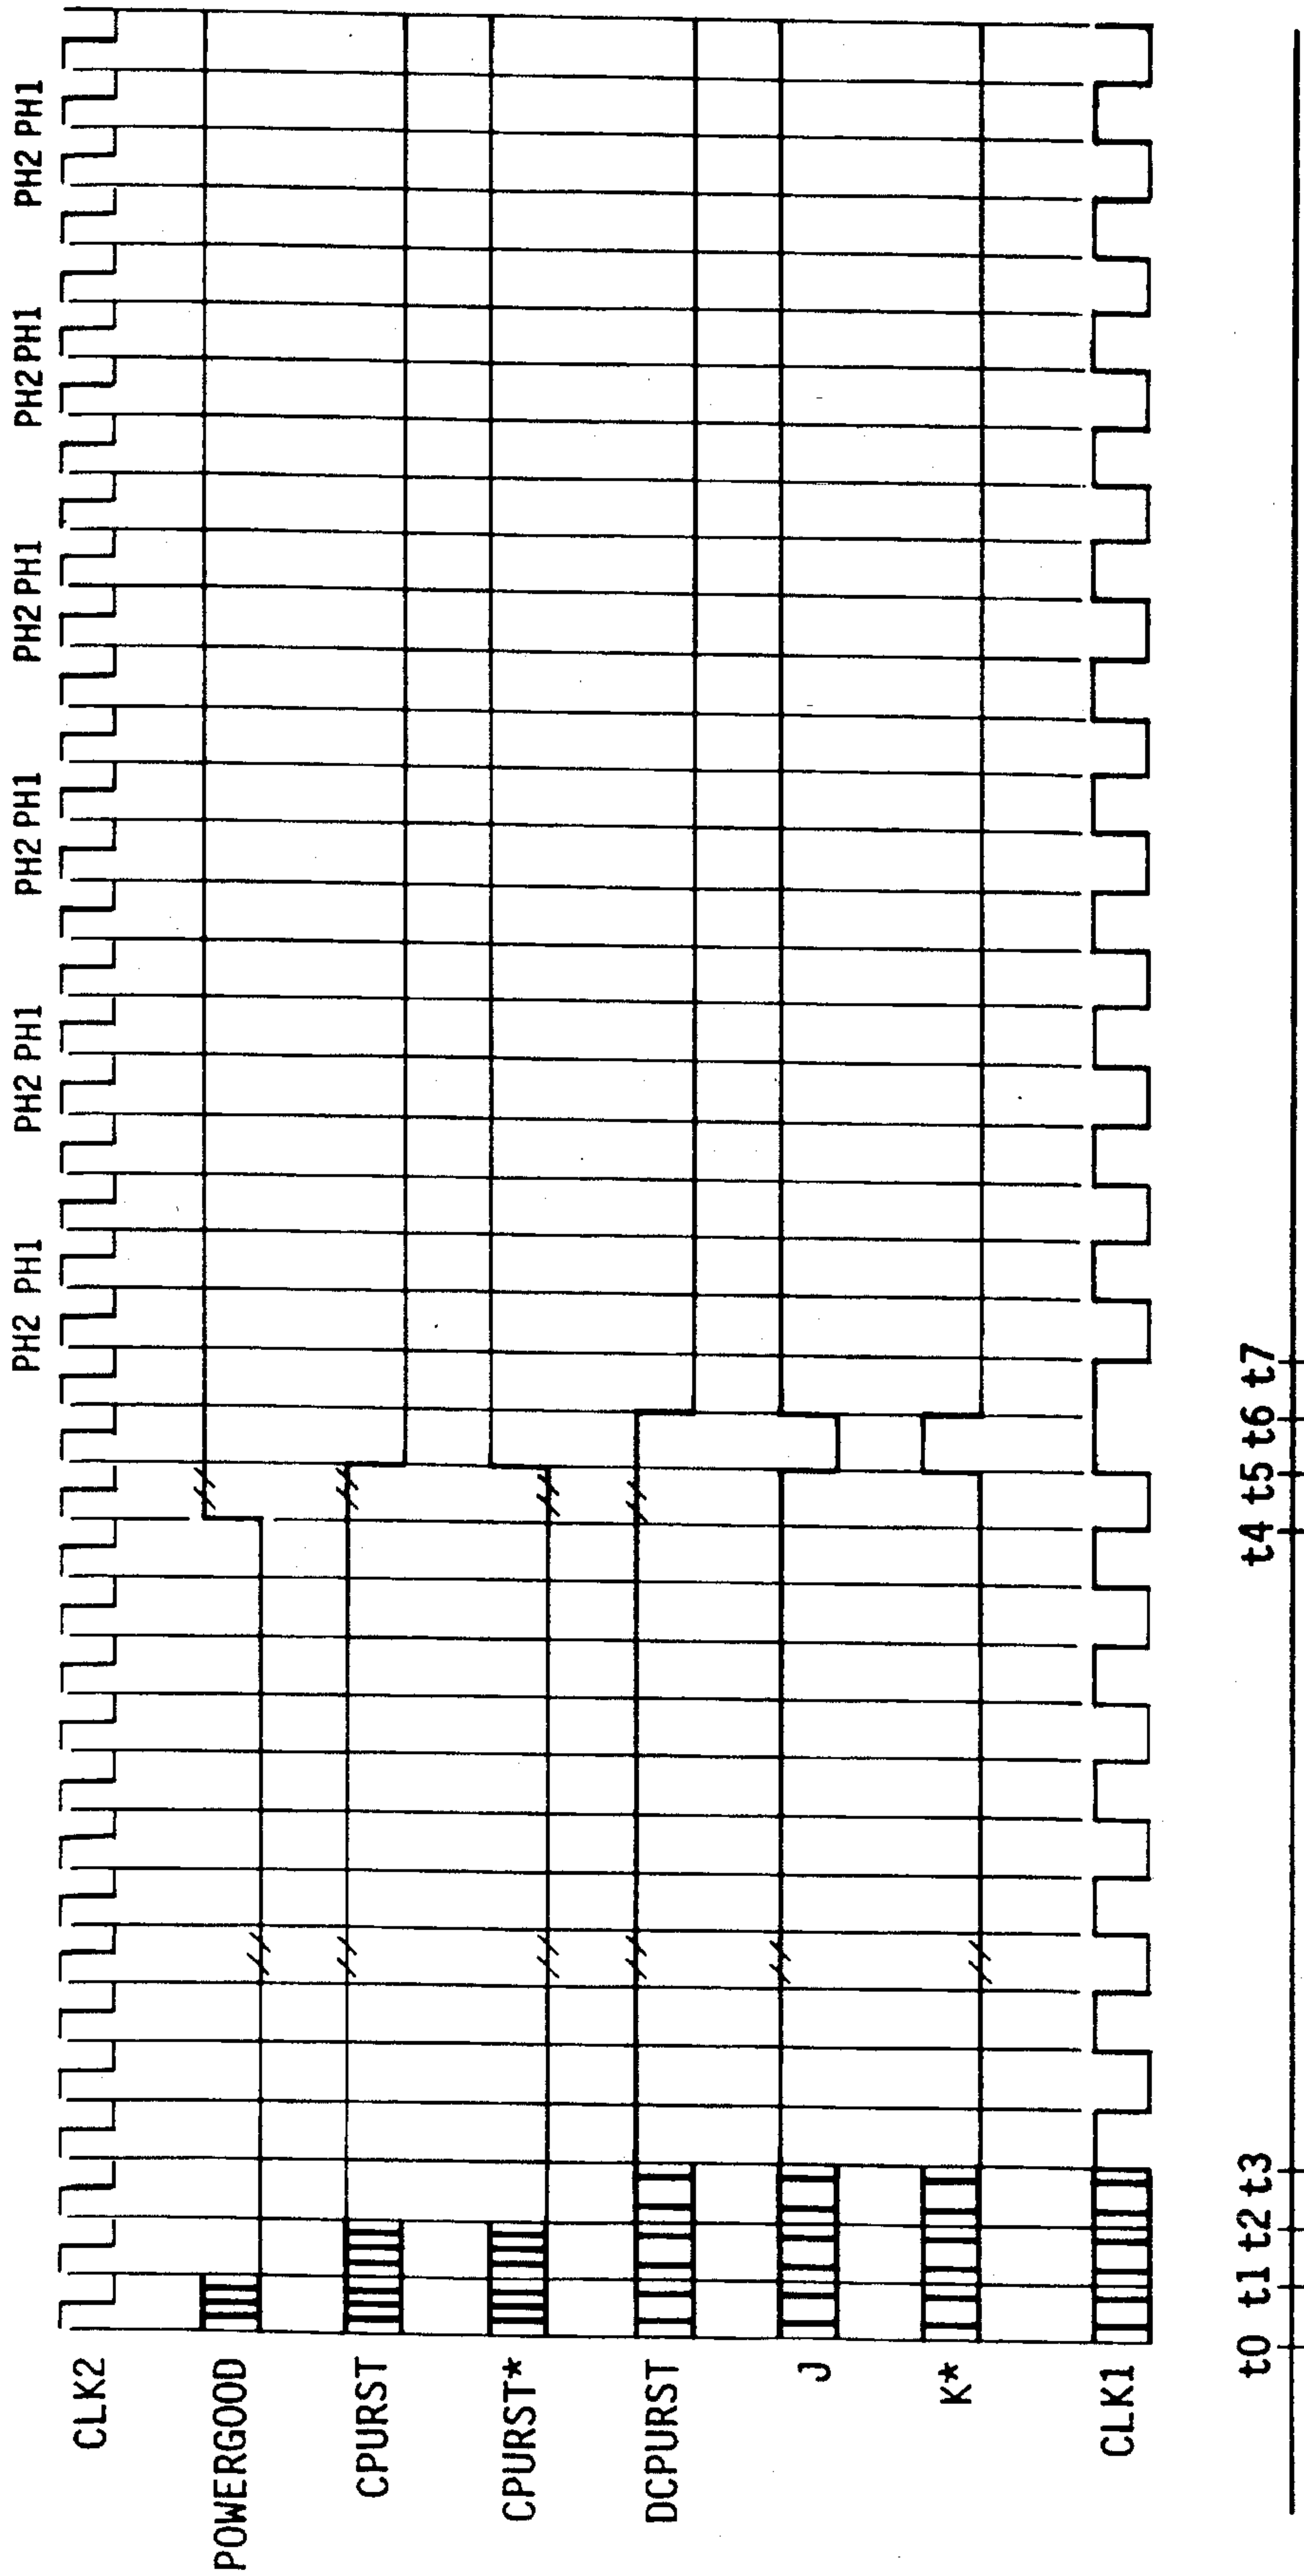 PH2 PH1 PH2 PH1 PH2 PH1 PH2 PH1 PH2 PH1 PH2 PH1
CLK2
POWERGOOD
CPURST
CPURST*
DCPURST
J
K*
CLK1
t0 t1 t2 t3 t4 t5 t6 t7